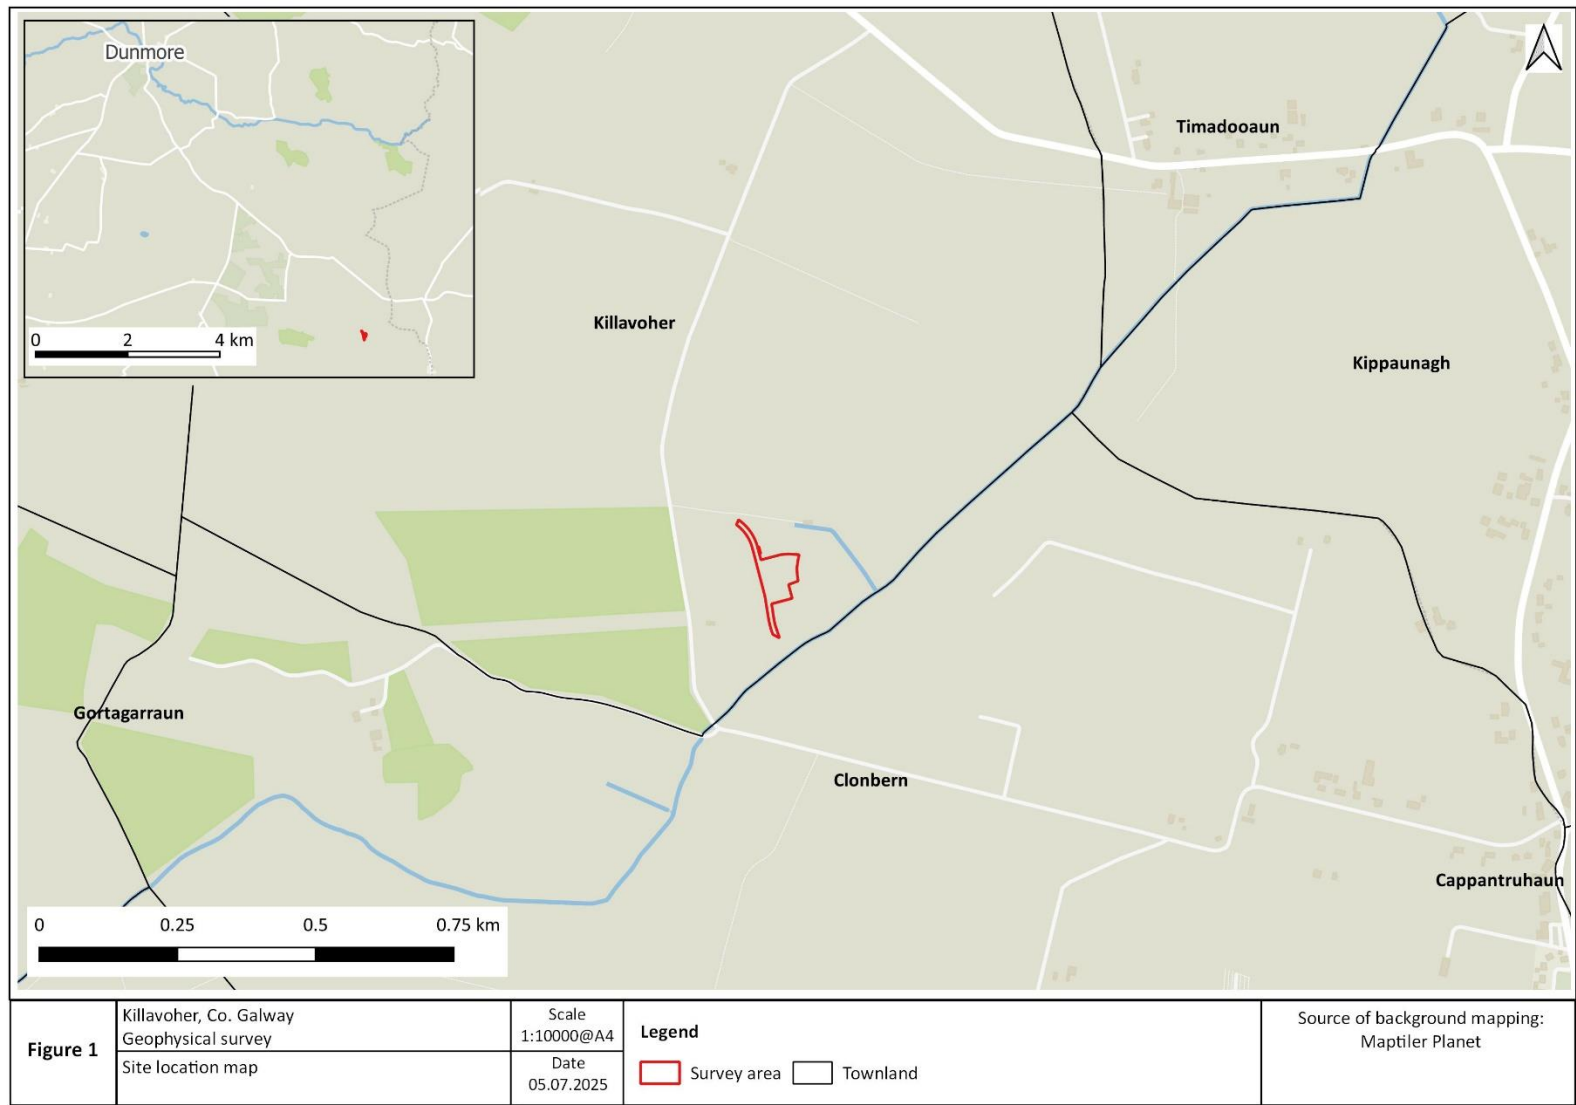 Dunmore
0 2 4 km
Timadooaun
Killavoher
Kippaunagh
Gortagarraun
Clonbern
Cappantruhaun
0 0.25 0.5 0.75 km
Figure 1
Killavoher, Co. Galway
Geophysical survey
Site location map
Scale
1:10000@A4
Date
05.07.2025
Legend
Survey area Townland
Source of background mapping:
Maptiler Planet